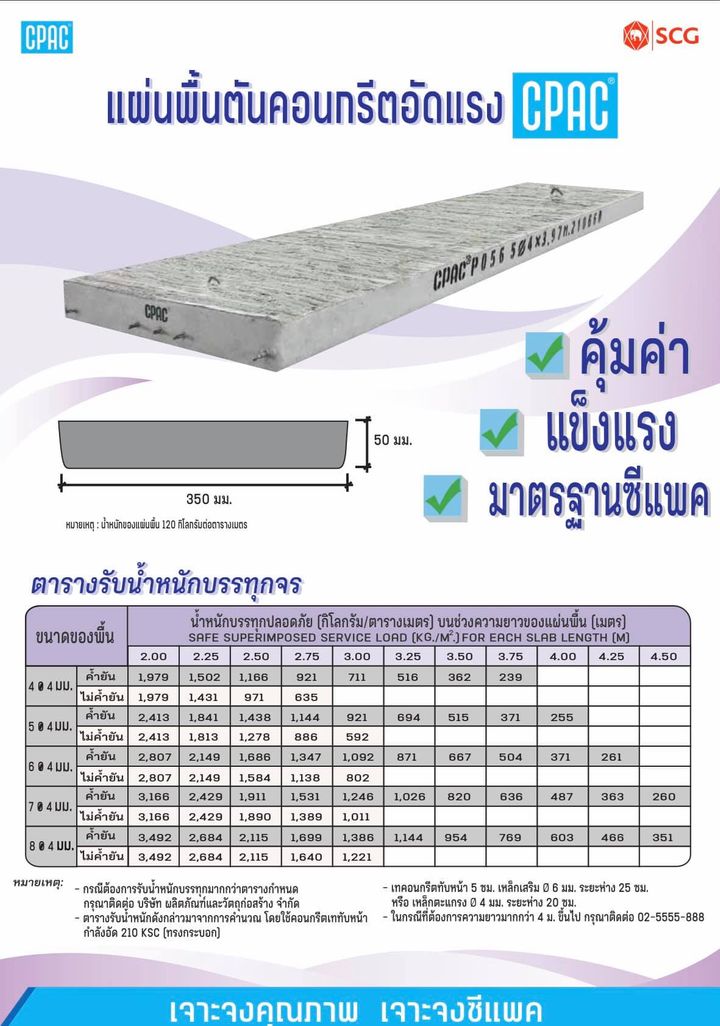 CPAC®
SCG
แผ่นพื้นตันคอนกรีตอัดแรง CPAC®
CPAC® P 0 5 6 5Ø4×3.97M.210660
CPAC
คุ้มค่า
แข็งแรง
มาตรฐานซีแพค
50 มม.
350 มม.
หมายเหตุ : น้ำหนักของแผ่นพื้น 120 กิโลกรัมต่อตารางเมตร
ตารางรับน้ำหนักบรรทุกจร
ขนาดของพื้น
น้ำหนักบรรทุกปลอดภัย (กิโลกรัม/ตารางเมตร) บนช่วงความยาวของแผ่นพื้น (เมตร)
SAFE SUPERIMPOSED SERVICE LOAD (KG./M².) FOR EACH SLAB LENGTH (M)
2.00 2.25 2.50 2.75 3.00 3.25 3.50 3.75 4.00 4.25 4.50
4 Ø 4 มม. ค้ำยัน 1,979 1,502 1,166 921 711 516 362 239
ไม่ค้ำยัน 1,979 1,431 971 635
5 Ø 4 มม. ค้ำยัน 2,413 1,841 1,438 1,144 921 694 515 371 255
ไม่ค้ำยัน 2,413 1,813 1,278 886 592
6 Ø 4 มม. ค้ำยัน 2,807 2,149 1,686 1,347 1,092 871 667 504 371 261
ไม่ค้ำยัน 2,807 2,149 1,584 1,138 802
7 Ø 4 มม. ค้ำยัน 3,166 2,429 1,911 1,531 1,246 1,026 820 636 487 363 260
ไม่ค้ำยัน 3,166 2,429 1,890 1,389 1,011
8 Ø 4 มม. ค้ำยัน 3,492 2,684 2,115 1,699 1,386 1,144 954 769 603 466 351
ไม่ค้ำยัน 3,492 2,684 2,115 1,640 1,221
หมายเหตุ:
- กรณีต้องการรับน้ำหนักบรรทุกมากกว่าตารางกำหนด
กรุณาติดต่อ บริษัท ผลิตภัณฑ์และวัตถุก่อสร้าง จำกัด
- ตารางรับน้ำหนักดังกล่าวมาจากการคำนวณ โดยใช้คอนกรีตเททับหน้า
กำลังอัด 210 KSC (ทรงกระบอก)
- เทคอนกรีตทับหน้า 5 ซม. เหล็กเสริม Ø 6 มม. ระยะห่าง 25 ซม.
หรือ เหล็กตะแกรง Ø 4 มม. ระยะห่าง 20 ซม.
- ในกรณีที่ต้องการความยาวมากกว่า 4 ม. ขึ้นไป กรุณาติดต่อ 02-5555-888
เจาะจงคุณภาพ เจาะจงซีแพค